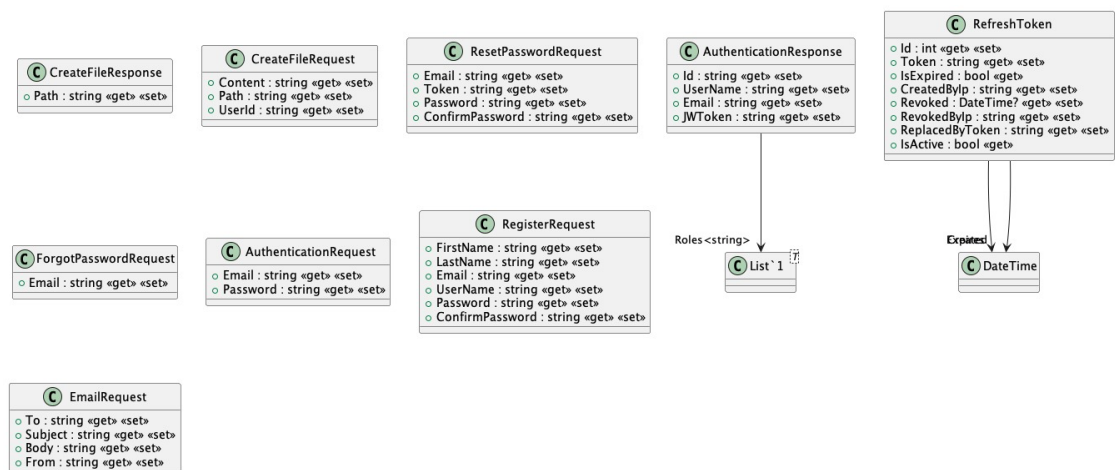 C CreateFileResponse
Path : string «get» «set»
C CreateFileRequest
Content : string «get» «set»
Path : string «get» «set»
UserId : string «get» «set»
C ResetPasswordRequest
Email : string «get» «set»
Token : string «get» «set»
Password : string «get» «set»
ConfirmPassword : string «get» «set»
C AuthenticationResponse
Id : string «get» «set»
UserName : string «get» «set»
Email : string «get» «set»
JWToken : string «get» «set»
C RefreshToken
Id : int «get» «set»
Token : string «get» «set»
IsExpired : bool «get»
CreatedByIp : string «get» «set»
Revoked : DateTime? «get» «set»
RevokedByIp : string «get» «set»
ReplacedByToken : string «get» «set»
IsActive : bool «get»
C ForgotPasswordRequest
Email : string «get» «set»
C AuthenticationRequest
Email : string «get» «set»
Password : string «get» «set»
C RegisterRequest
FirstName : string «get» «set»
LastName : string «get» «set»
Email : string «get» «set»
UserName : string «get» «set»
Password : string «get» «set»
ConfirmPassword : string «get» «set»
Roles<string>
C List`1 T
C DateTime
C EmailRequest
To : string «get» «set»
Subject : string «get» «set»
Body : string «get» «set»
From : string «get» «set»